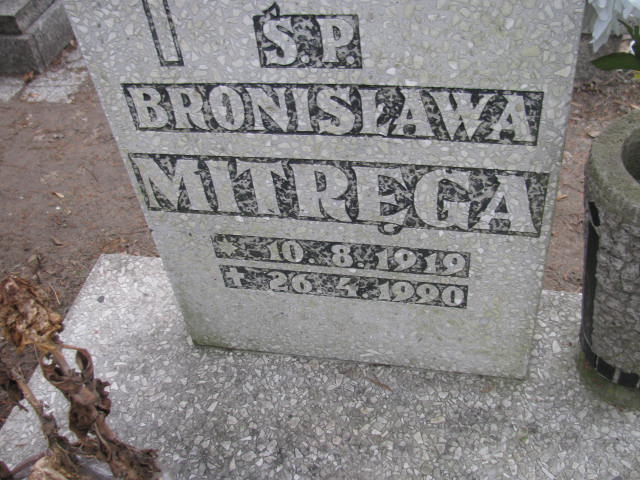 Ś.P.
BRONISŁAWA
MITRĘGA
* 10.8.1919
✝ 26.4.1990